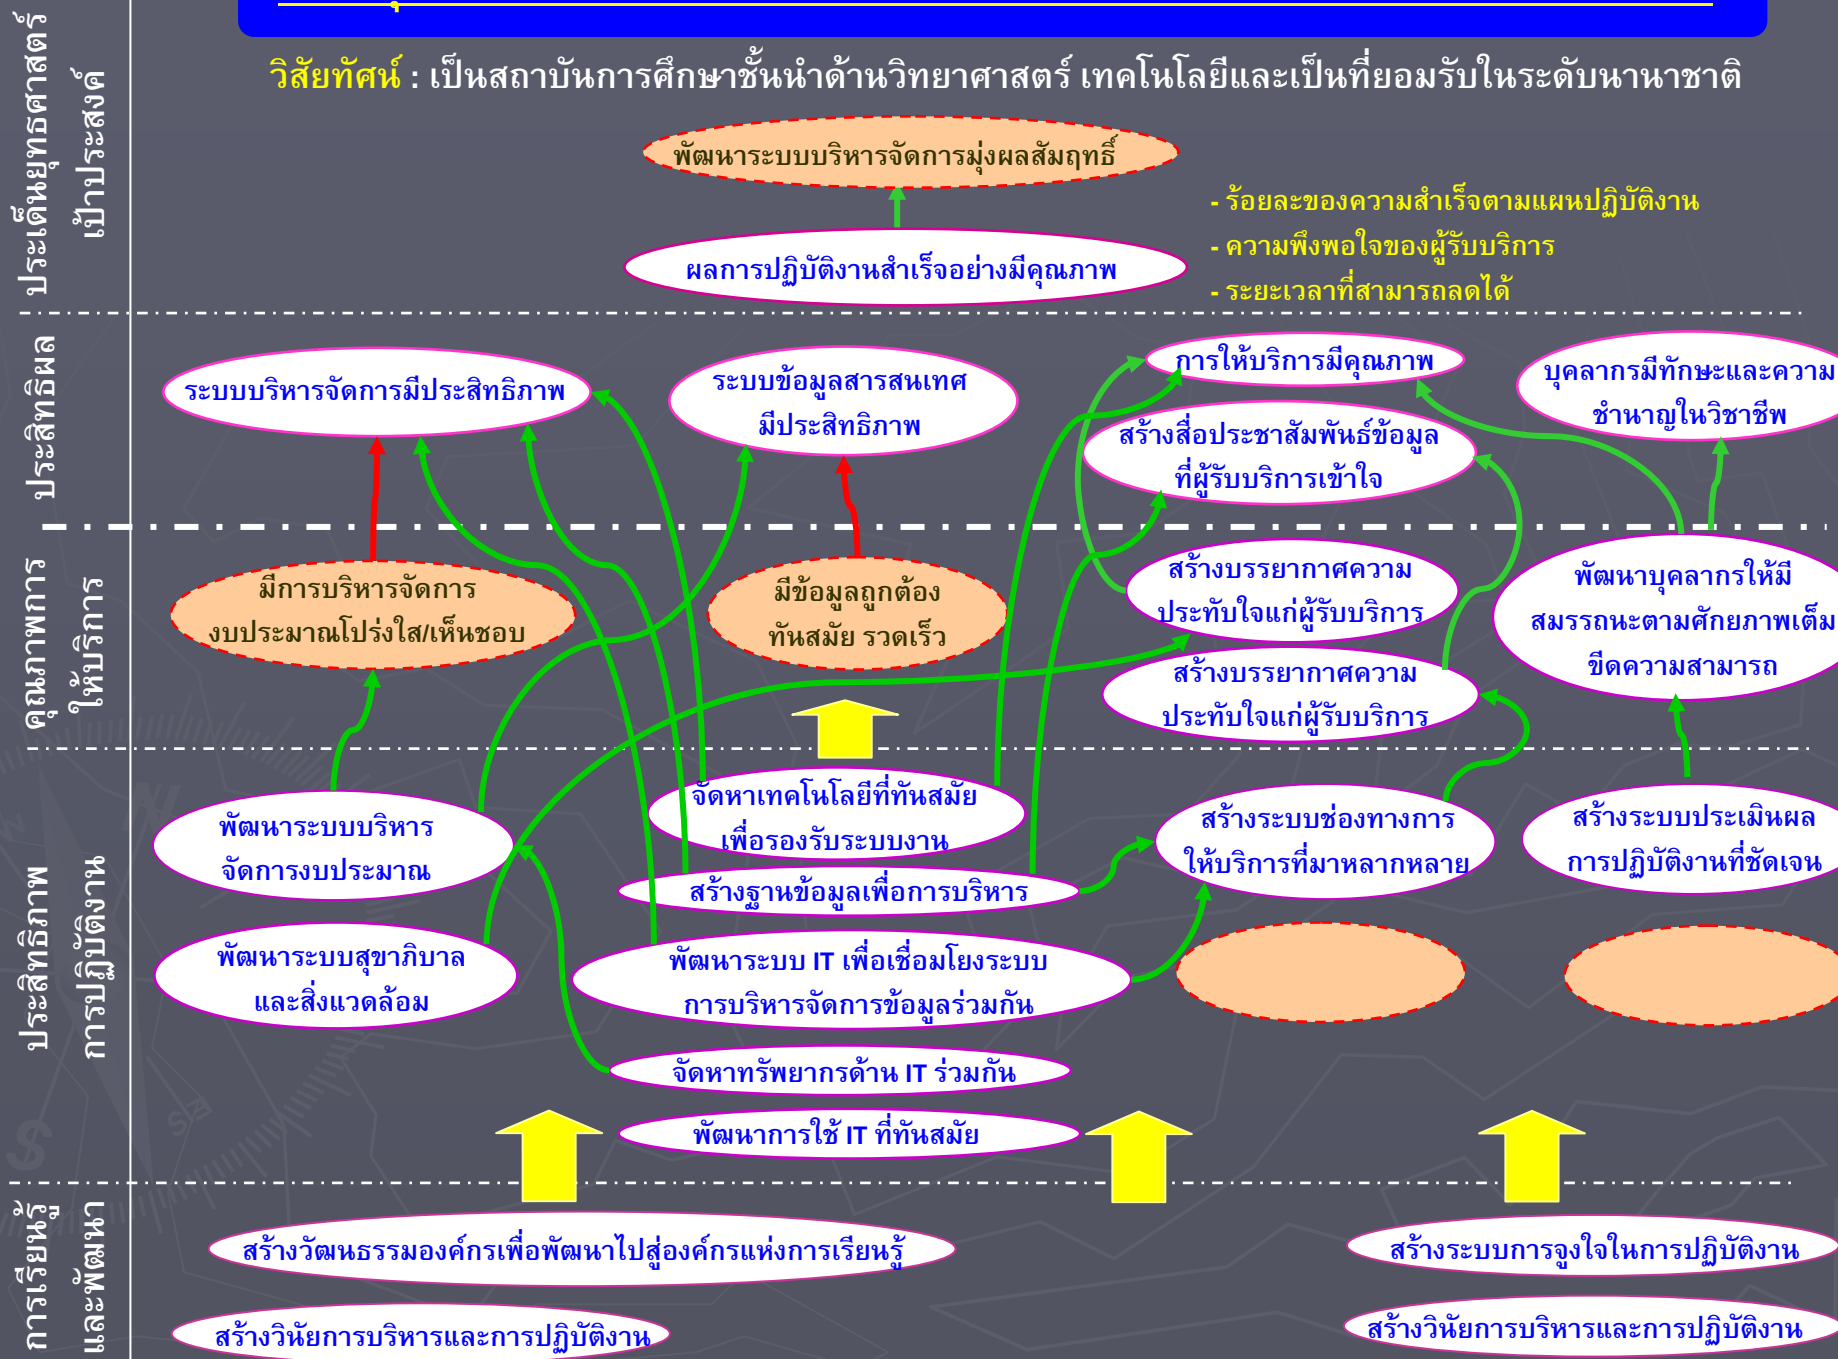 วิสัยทัศน์ : เป็นสถาบันการศึกษาชั้นนำด้านวิทยาศาสตร์ เทคโนโลยีและเป็นที่ยอมรับในระดับนานาชาติ
ประเด็นยุทธศาสตร์
เป้าประสงค์
พัฒนาระบบบริหารจัดการมุ่งผลสัมฤทธิ์
ผลการปฏิบัติงานสำเร็จอย่างมีคุณภาพ
- ร้อยละของความสำเร็จตามแผนปฏิบัติงาน
- ความพึงพอใจของผู้รับบริการ
- ระยะเวลาที่สามารถลดได้
ประสิทธิผล
ระบบบริหารจัดการมีประสิทธิภาพ
ระบบข้อมูลสารสนเทศ
มีประสิทธิภาพ
การให้บริการมีคุณภาพ
สร้างสื่อประชาสัมพันธ์ข้อมูล
ที่ผู้รับบริการเข้าใจ
บุคลากรมีทักษะและความ
ชำนาญในวิชาชีพ
คุณภาพการ
ให้บริการ
มีการบริหารจัดการ
งบประมาณโปร่งใส/เห็นชอบ
มีข้อมูลถูกต้อง
ทันสมัย รวดเร็ว
สร้างบรรยากาศความ
ประทับใจแก่ผู้รับบริการ
สร้างบรรยากาศความ
ประทับใจแก่ผู้รับบริการ
พัฒนาบุคลากรให้มี
สมรรถนะตามศักยภาพเต็ม
ขีดความสามารถ
ประสิทธิภาพ
การปฏิบัติงาน
พัฒนาระบบบริหาร
จัดการงบประมาณ
จัดหาเทคโนโลยีที่ทันสมัย
เพื่อรองรับระบบงาน
สร้างฐานข้อมูลเพื่อการบริหาร
สร้างระบบช่องทางการ
ให้บริการที่มาหลากหลาย
สร้างระบบประเมินผล
การปฏิบัติงานที่ชัดเจน
พัฒนาระบบสุขาภิบาล
และสิ่งแวดล้อม
พัฒนาระบบ IT เพื่อเชื่อมโยงระบบ
การบริหารจัดการข้อมูลร่วมกัน
จัดหาทรัพยากรด้าน IT ร่วมกัน
พัฒนาการใช้ IT ที่ทันสมัย
การเรียนรู้
และพัฒนา
สร้างวัฒนธรรมองค์กรเพื่อพัฒนาไปสู่องค์กรแห่งการเรียนรู้
สร้างระบบการจูงใจในการปฏิบัติงาน
สร้างวินัยการบริหารและการปฏิบัติงาน
สร้างวินัยการบริหารและการปฏิบัติงาน